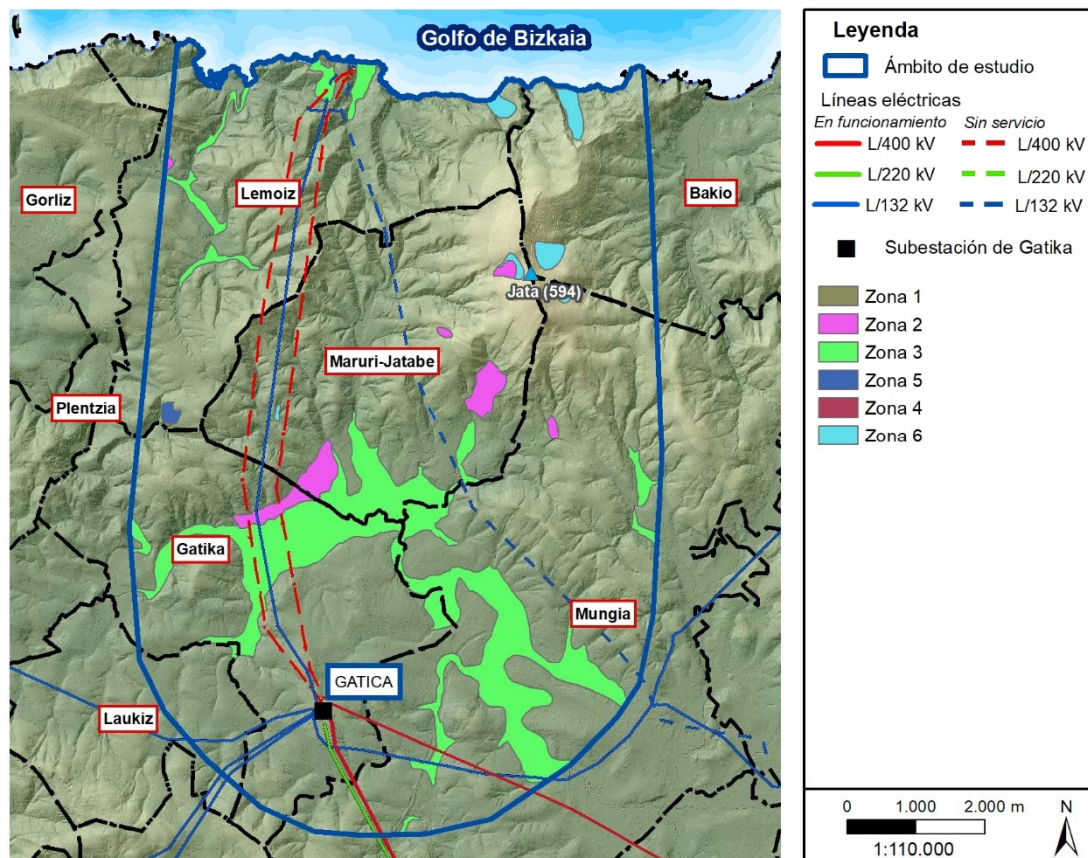 Golfo de Bizkaia
Gorliz
Lemoiz
Bakio
Jata (594)
Maruri-Jatabe
Plentzia
Gatika
Mungia
GATICA
Laukiz
Leyenda
Ámbito de estudio
Líneas eléctricas
En funcionamiento Sin servicio
L/400 kV L/400 kV
L/220 kV L/220 kV
L/132 kV L/132 kV
Subestación de Gatika
Zona 1
Zona 2
Zona 3
Zona 5
Zona 4
Zona 6
0 1.000 2.000 m N
1:110.000